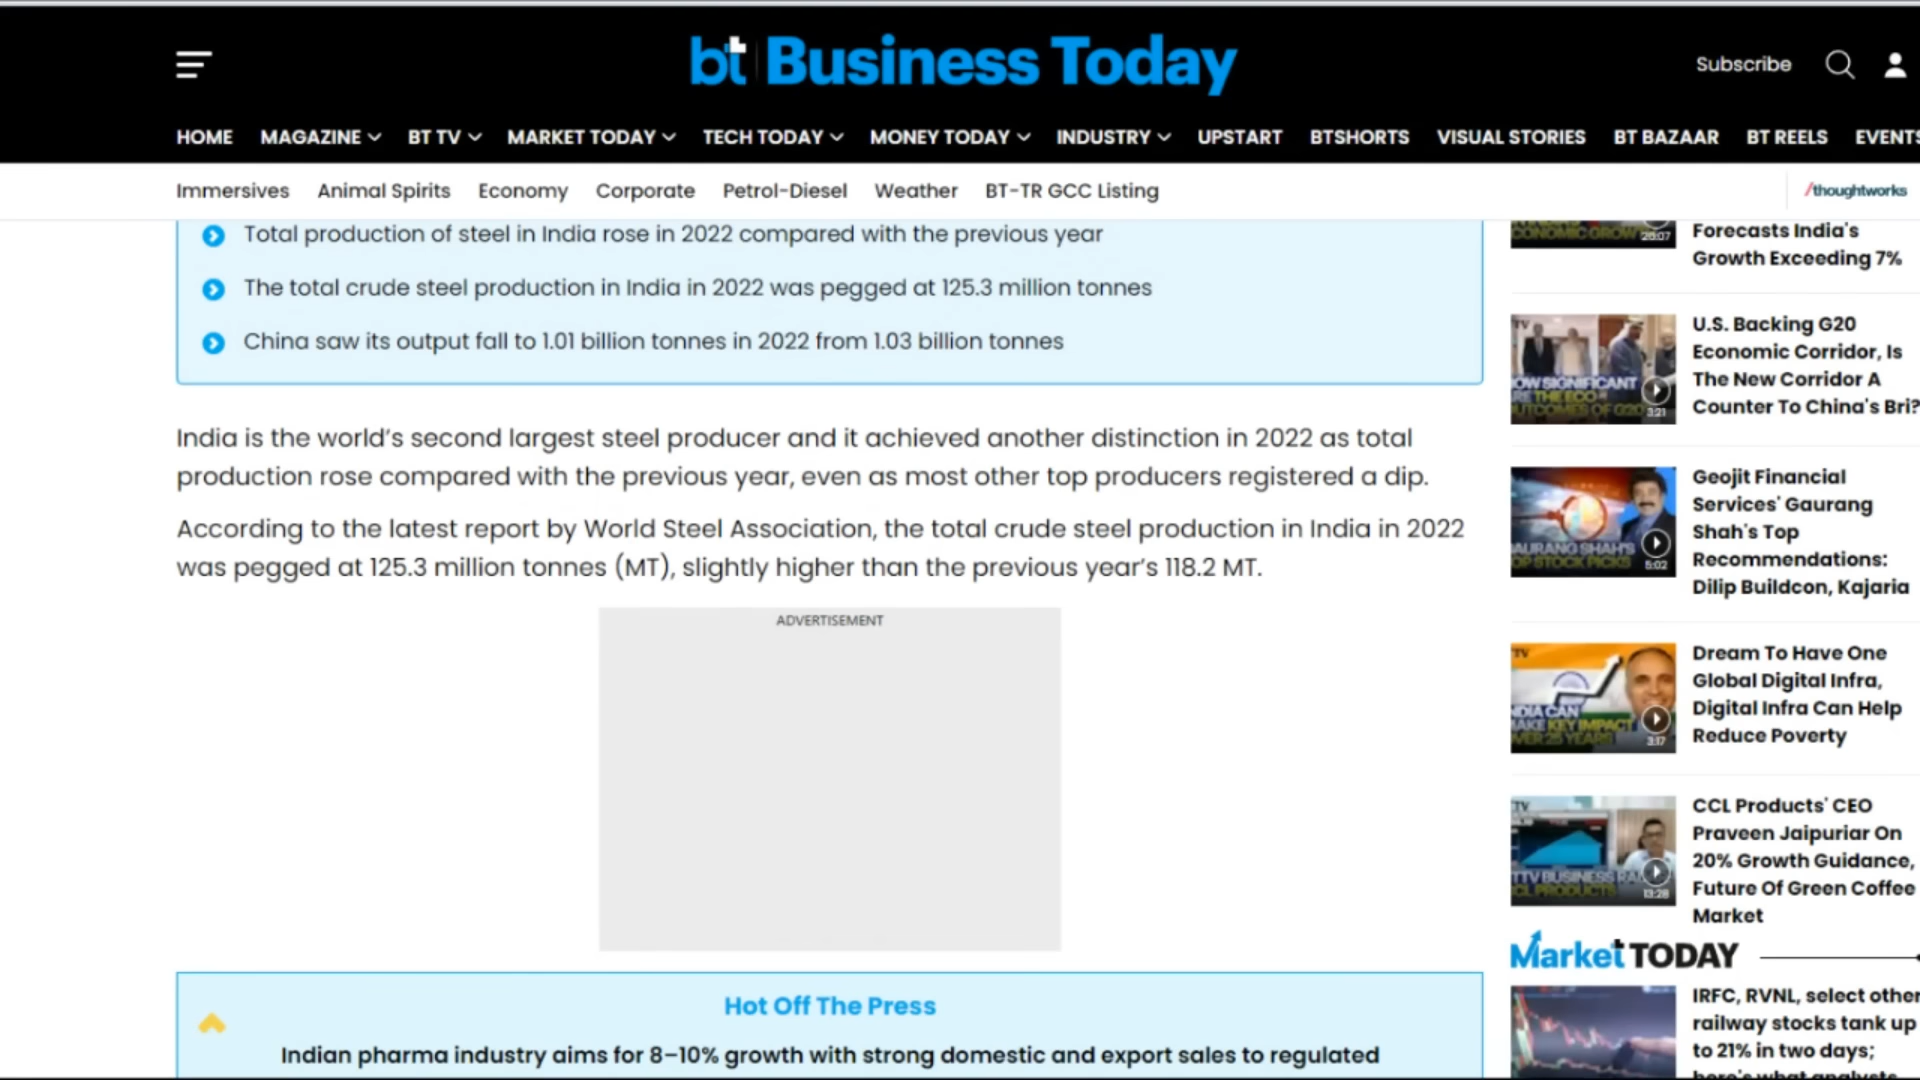 bt Business Today
Subscribe
HOME MAGAZINE BT TV MARKET TODAY TECH TODAY MONEY TODAY INDUSTRY UPSTART BTSHORTS VISUAL STORIES BT BAZAAR BT REELS EVENTS
Immersives Animal Spirits Economy Corporate Petrol-Diesel Weather BT-TR GCC Listing
/thoughtworks
Total production of steel in India rose in 2022 compared with the previous year
The total crude steel production in India in 2022 was pegged at 125.3 million tonnes
China saw its output fall to 1.01 billion tonnes in 2022 from 1.03 billion tonnes
India is the world's second largest steel producer and it achieved another distinction in 2022 as total
production rose compared with the previous year, even as most other top producers registered a dip.
According to the latest report by World Steel Association, the total crude steel production in India in 2022
was pegged at 125.3 million tonnes (MT), slightly higher than the previous year's 118.2 MT.
ADVERTISEMENT
Hot Off The Press
Indian pharma industry aims for 8-10% growth with strong domestic and export sales to regulated
Forecasts India's
Growth Exceeding 7%
3:21
U.S. Backing G20
Economic Corridor, Is
The New Corridor A
Counter To China's Bri?
5:02
Geojit Financial
Services' Gaurang
Shah's Top
Recommendations:
Dilip Buildcon, Kajaria
3:17
Dream To Have One
Global Digital Infra,
Digital Infra Can Help
Reduce Poverty
13:28
CCL Products' CEO
Praveen Jaipuriar On
20% Growth Guidance,
Future Of Green Coffee
Market
Market TODAY
IRFC, RVNL, select other
railway stocks tank up
to 21% in two days;
here's what analysts